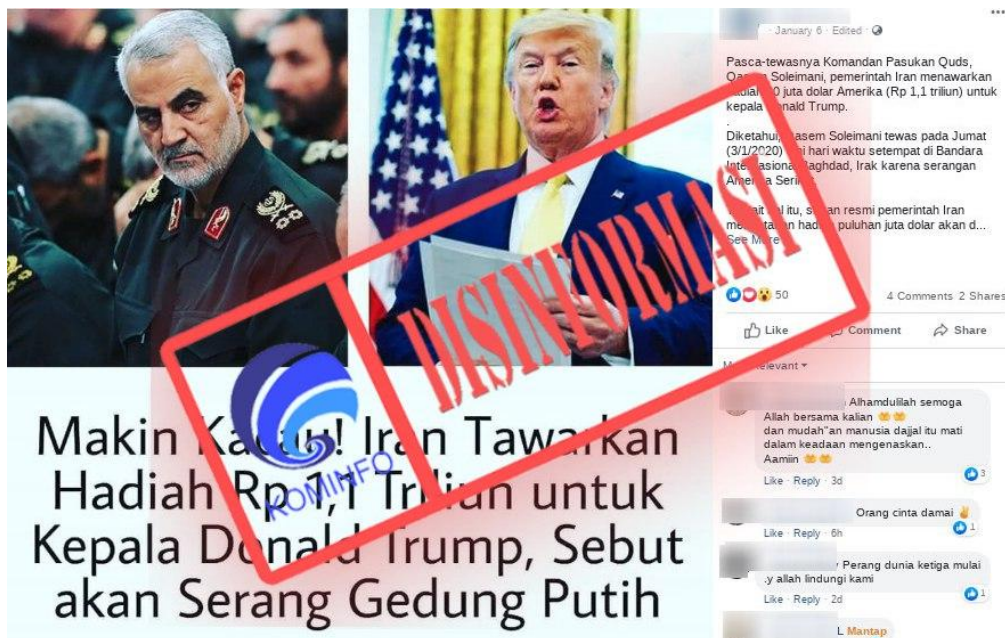 Makin Kacau! Iran Tawarkan
Hadiah Rp 1,1 Triliun untuk
Kepala Donald Trump, Sebut
akan Serang Gedung Putih
KOMINFO
DISINFORMASI
January 6 · Edited ·
Pasca-tewasnya Komandan Pasukan Quds,
Qasem Soleimani, pemerintah Iran menawarkan
0 juta dolar Amerika (Rp 1,1 triliun) untuk
kepala Donald Trump.
.
Diketahui, Qasem Soleimani tewas pada Jumat
(3/1/2020) hari waktu setempat di Bandara
Internasional Baghdad, Irak karena serangan
Amerika Serikat.
itu, resmi pemerintah Iran
puluhan juta dolar akan d...
See More
50
4 Comments 2 Shares
Like
Comment
Share
Most Relevant
Alhamdulilah semoga
Allah bersama kalian
dan mudah"an manusia dajjal itu mati
dalam keadaan mengenaskan..
Aamiin
3
Like · Reply · 3d
Orang cinta damai
1
Like · Reply · 6h
Perang dunia ketiga mulai
.y allah lindungi kami
1
Like · Reply · 2d
L Mantap